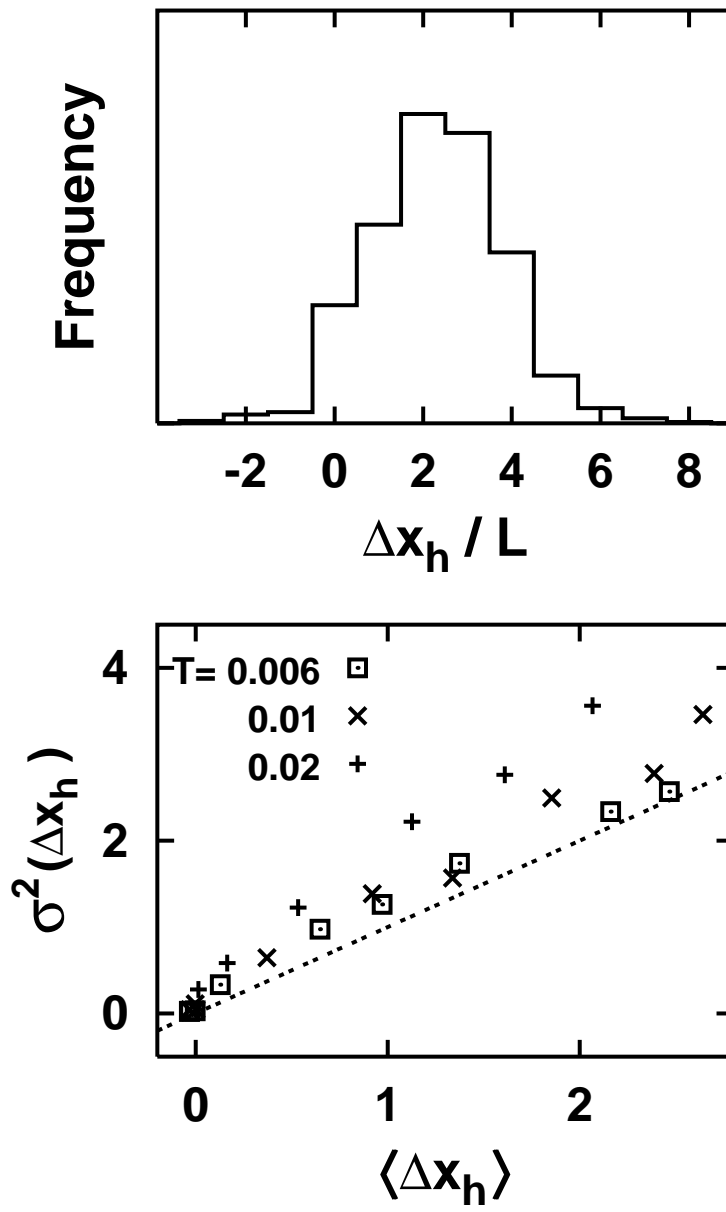 Frequency
-2 0 2 4 6 8
Δx_h / L
σ²(Δx_h)
4
2
0
T= 0.006
0.01
0.02
0 1 2
⟨Δx_h⟩